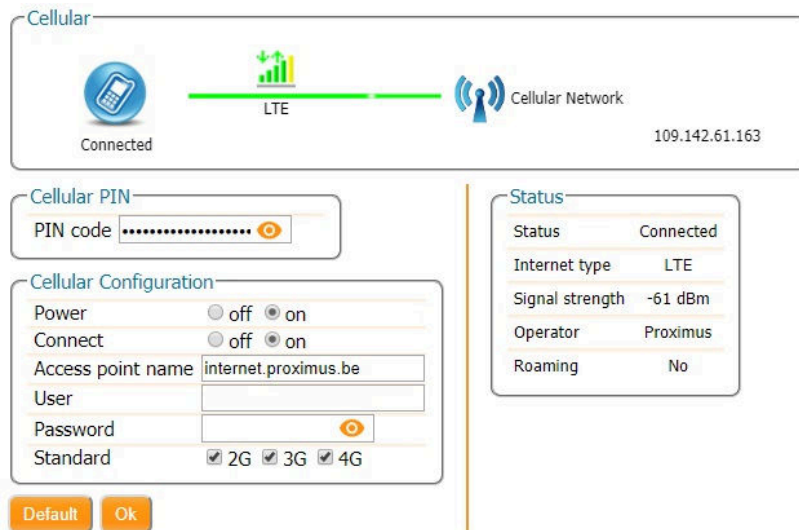 Cellular
LTE
Connected
Cellular Network
109.142.61.163
Cellular PIN
PIN code ••••••••••••••••••••
Cellular Configuration
Power off on
Connect off on
Access point name internet.proximus.be
User
Password
Standard 2G 3G 4G
Default Ok
Status
Status Connected
Internet type LTE
Signal strength -61 dBm
Operator Proximus
Roaming No